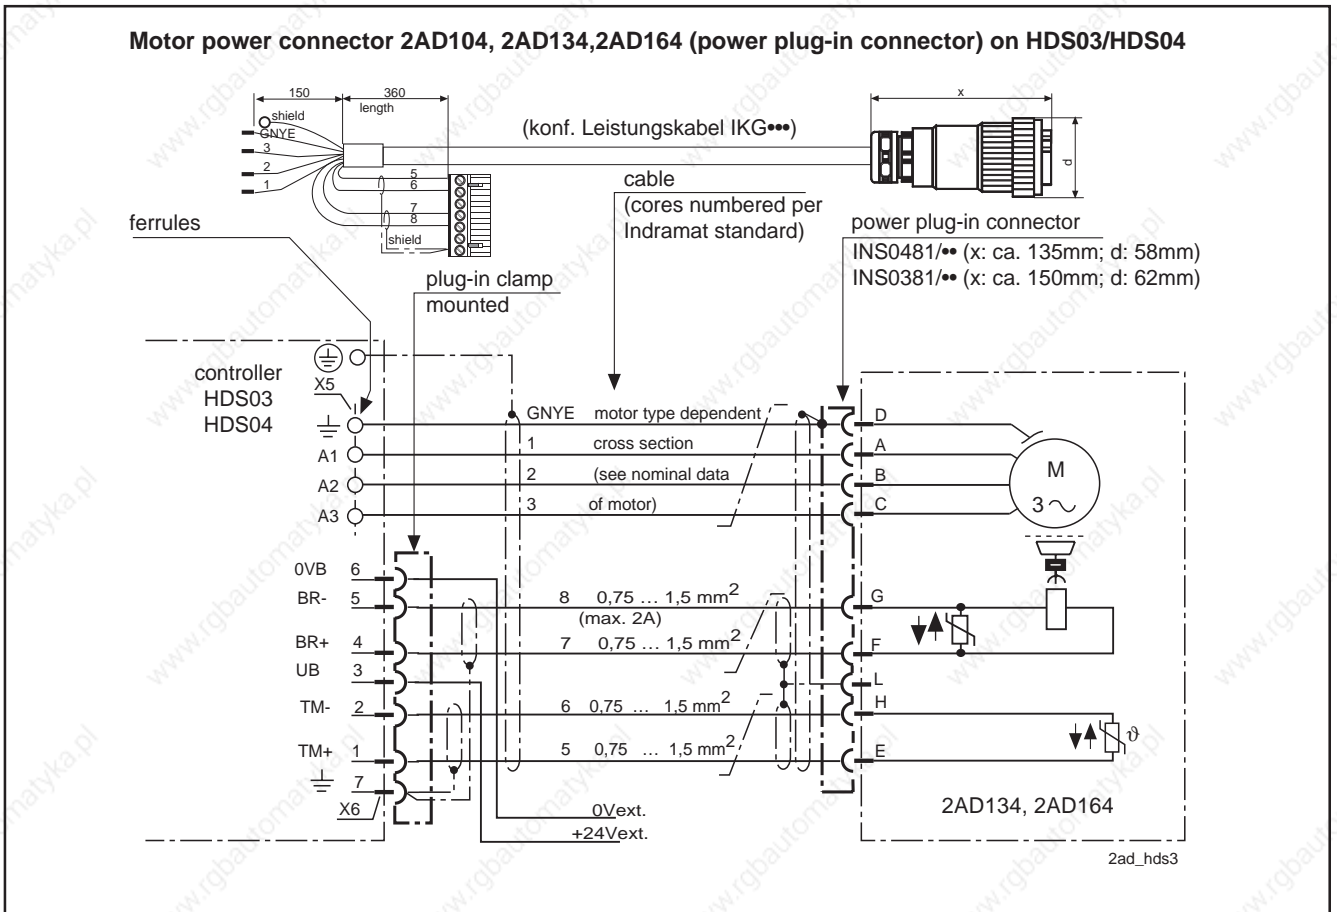 Motor power connector 2AD104, 2AD134,2AD164 (power plug-in connector) on HDS03/HDS04
150
360
length
x
shield
GNYE
3
2
1
(konf. Leistungskabel IKG•••)
d
5
6
7
8
shield
cable
(cores numbered per
Indramat standard)
ferrules
power plug-in connector
INS0481/•• (x: ca. 135mm; d: 58mm)
INS0381/•• (x: ca. 150mm; d: 62mm)
plug-in clamp
mounted
controller
HDS03
HDS04
X5
GNYE motor type dependent
D
A1
1 cross section
A
A2
2 (see nominal data
B
A3
3 of motor)
C
M
3
0VB 6
BR- 5
8 0,75 ... 1,5 mm2
(max. 2A)
G
BR+ 4
7 0,75 ... 1,5 mm2
F
UB 3
L
TM- 2
6 0,75 ... 1,5 mm2
H
TM+ 1
5 0,75 ... 1,5 mm2
E
ϑ
7
X6
0Vext.
+24Vext.
2AD134, 2AD164
2ad_hds3
www.rgbautomatyka.pl